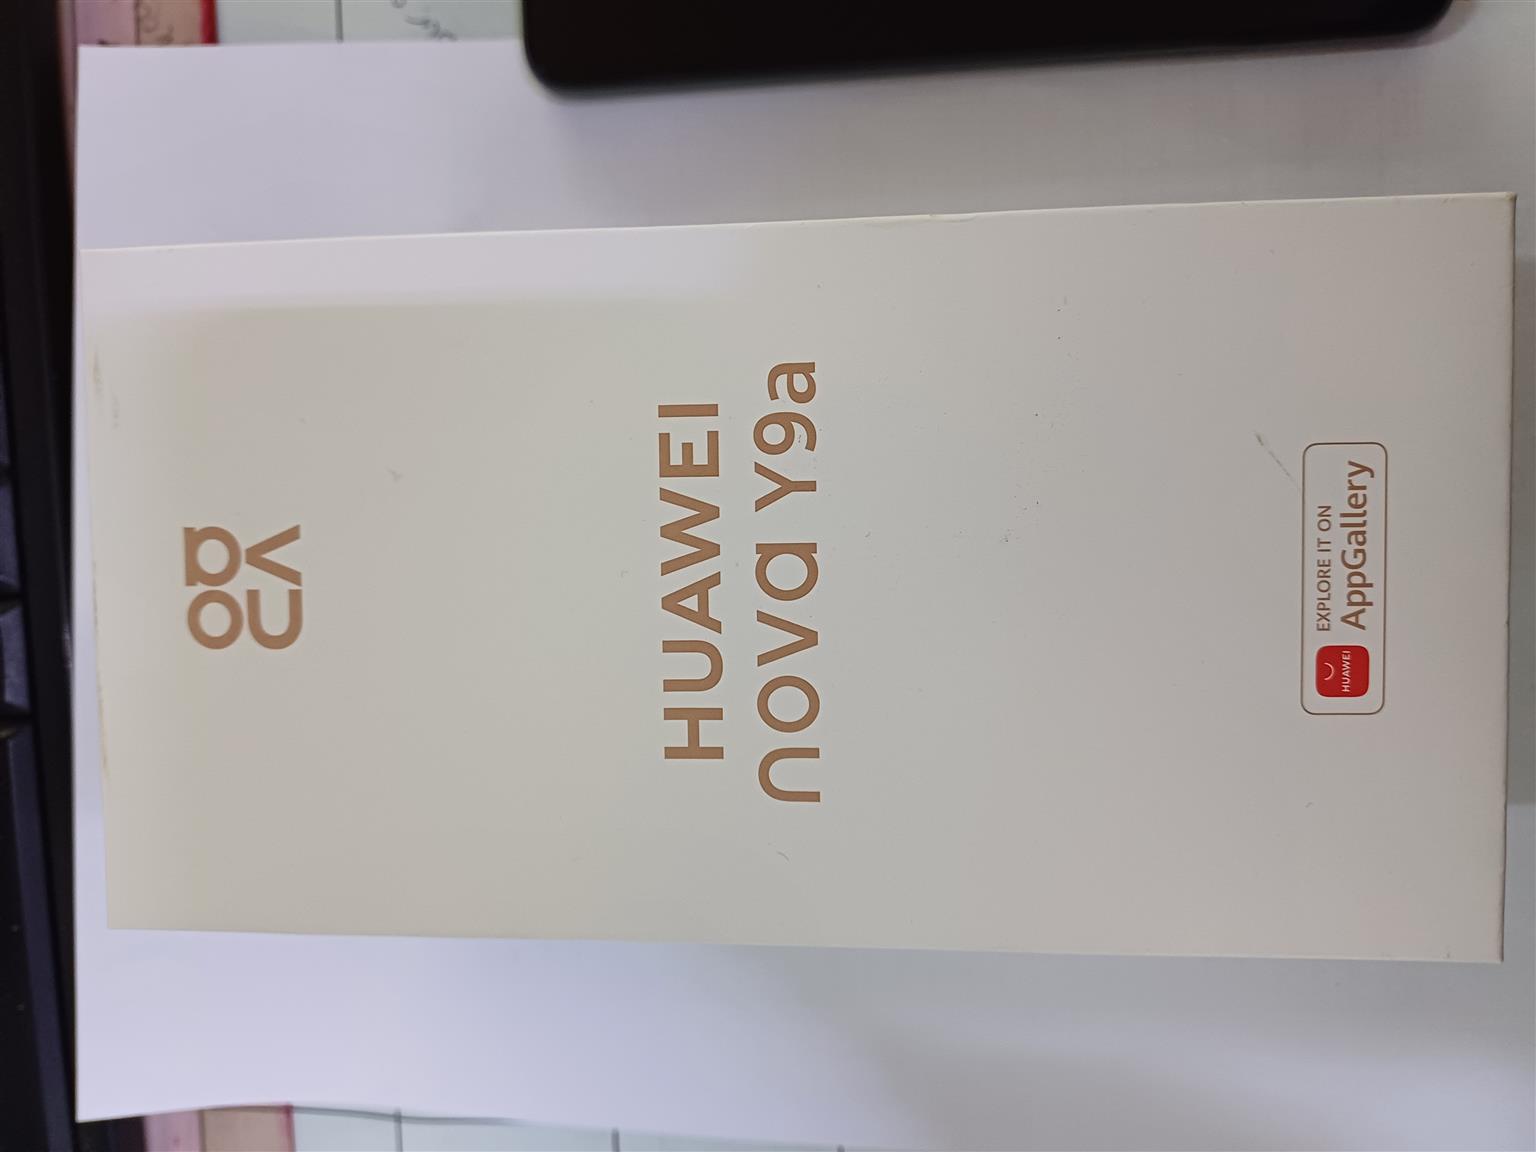 HUAWEI
nova Y9a
EXPLORE IT ON
AppGallery
HUAWEI